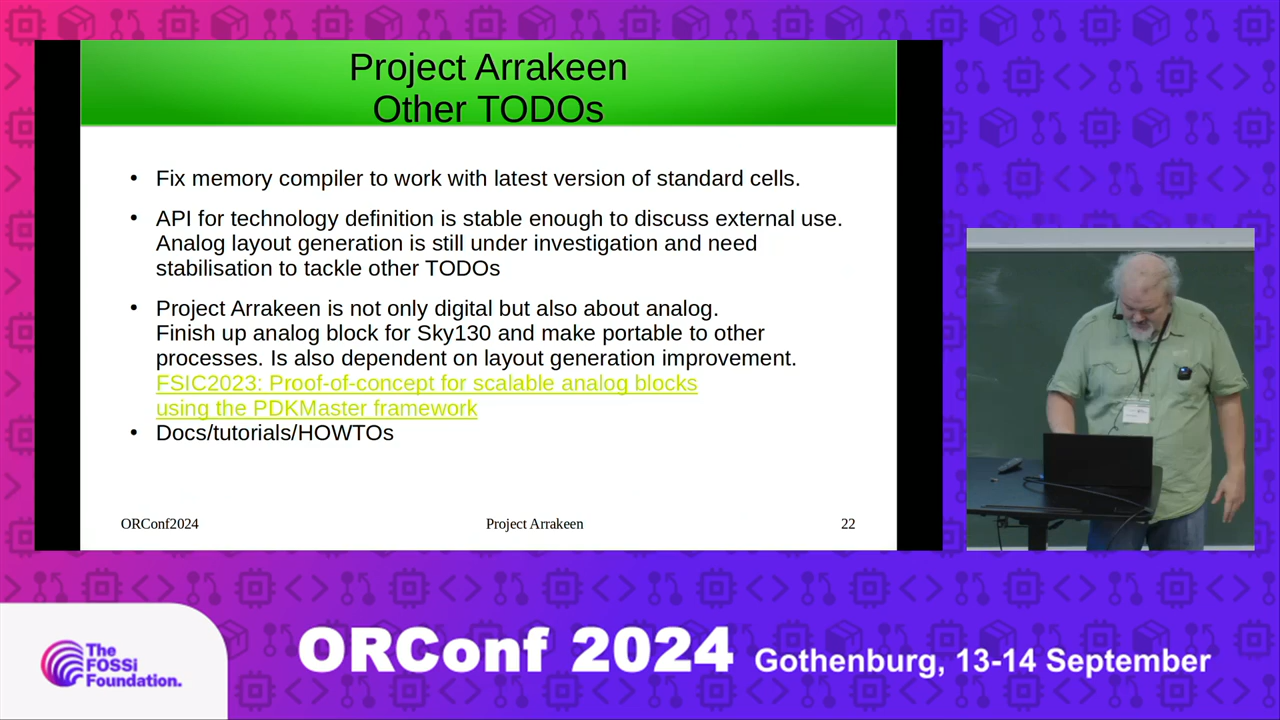 Project Arrakeen
Other TODOs
• Fix memory compiler to work with latest version of standard cells.
• API for technology definition is stable enough to discuss external use.
Analog layout generation is still under investigation and need
stabilisation to tackle other TODOs
• Project Arrakeen is not only digital but also about analog.
Finish up analog block for Sky130 and make portable to other
processes. Is also dependent on layout generation improvement.
FSIC2023: Proof-of-concept for scalable analog blocks
using the PDKMaster framework
• Docs/tutorials/HOWTOs
ORConf2024
Project Arrakeen
22
The
FOSSi
Foundation.
ORConf 2024
Gothenburg, 13-14 September